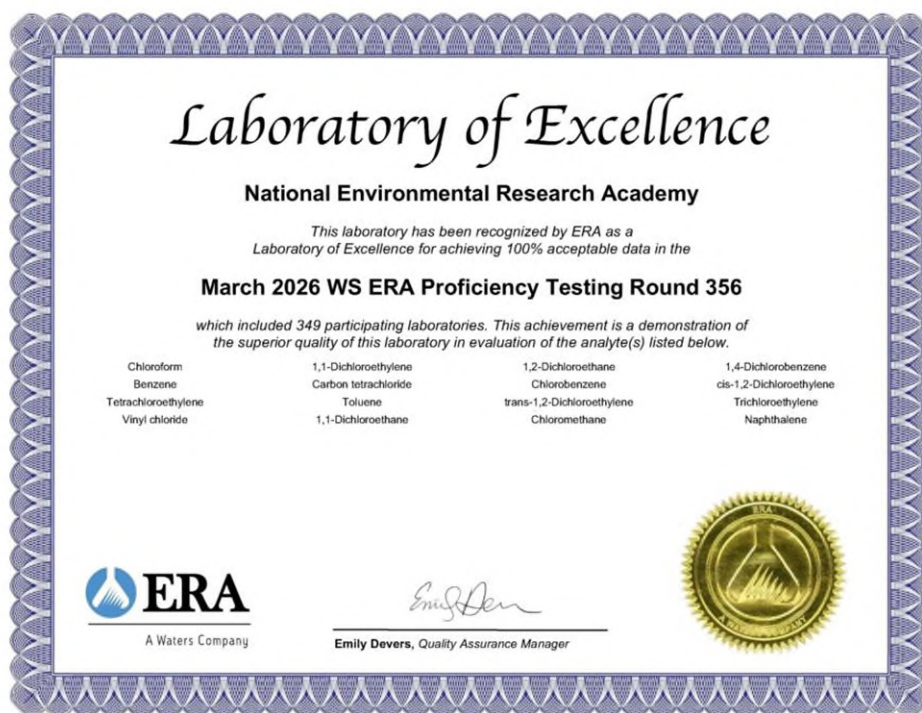 Laboratory of Excellence
National Environmental Research Academy
This laboratory has been recognized by ERA as a
Laboratory of Excellence for achieving 100% acceptable data in the
March 2026 WS ERA Proficiency Testing Round 356
which included 349 participating laboratories. This achievement is a demonstration of
the superior quality of this laboratory in evaluation of the analyte(s) listed below.
Chloroform 1,1-Dichloroethylene 1,2-Dichloroethane 1,4-Dichlorobenzene
Benzene Carbon tetrachloride Chlorobenzene cis-1,2-Dichloroethylene
Tetrachloroethylene Toluene trans-1,2-Dichloroethylene Trichloroethylene
Vinyl chloride 1,1-Dichloroethane Chloromethane Naphthalene
ERA
A Waters Company
Emily Devers, Quality Assurance Manager
ERA
A WATERS COMPANY